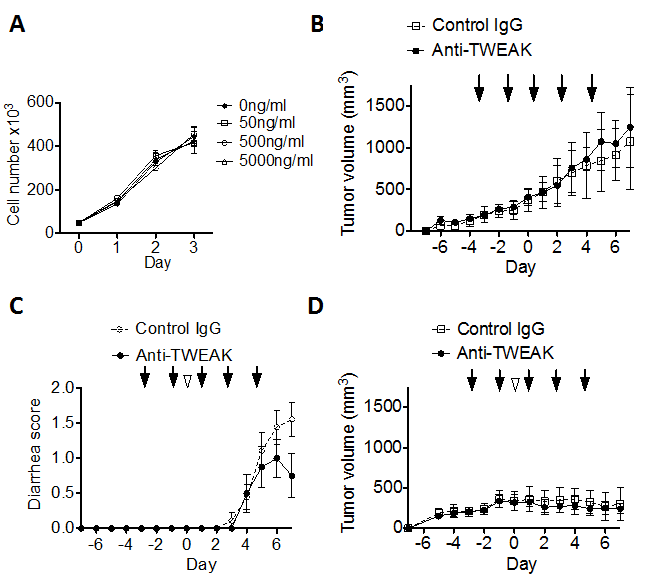 A
Cell number x10³
600
400
200
0
0 1 2 3
Day
0ng/ml
50ng/ml
500ng/ml
5000ng/ml
B
Control IgG
Anti-TWEAK
Tumor volume (mm³)
1500
1000
500
0
-6 -4 -2 0 2 4 6
Day
C
Control IgG
Anti-TWEAK
Diarrhea score
2.0
1.5
1.0
0.5
0.0
-6 -4 -2 0 2 4 6
Day
D
Control IgG
Anti-TWEAK
Tumor volume (mm³)
1500
1000
500
0
-6 -4 -2 0 2 4 6
Day